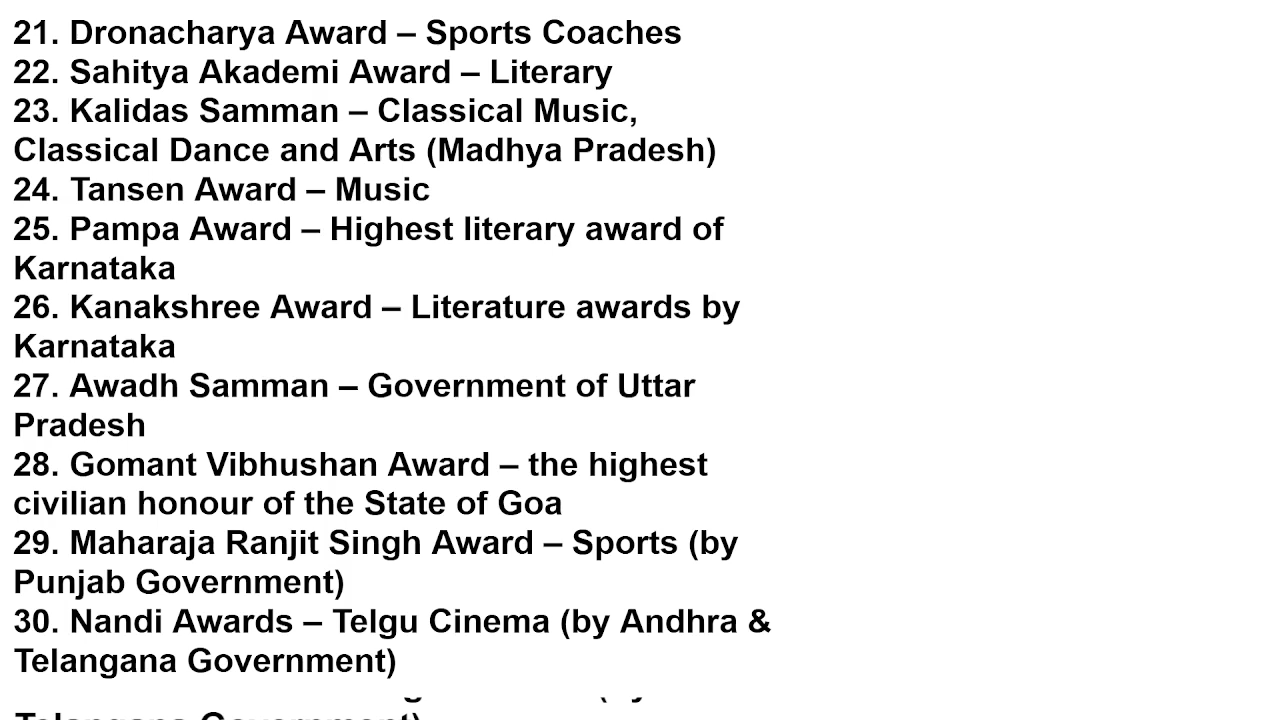 21. Dronacharya Award – Sports Coaches
22. Sahitya Akademi Award – Literary
23. Kalidas Samman – Classical Music,
Classical Dance and Arts (Madhya Pradesh)
24. Tansen Award – Music
25. Pampa Award – Highest literary award of
Karnataka
26. Kanakshree Award – Literature awards by
Karnataka
27. Awadh Samman – Government of Uttar
Pradesh
28. Gomant Vibhushan Award – the highest
civilian honour of the State of Goa
29. Maharaja Ranjit Singh Award – Sports (by
Punjab Government)
30. Nandi Awards – Telgu Cinema (by Andhra &
Telangana Government)
Telangana Government)